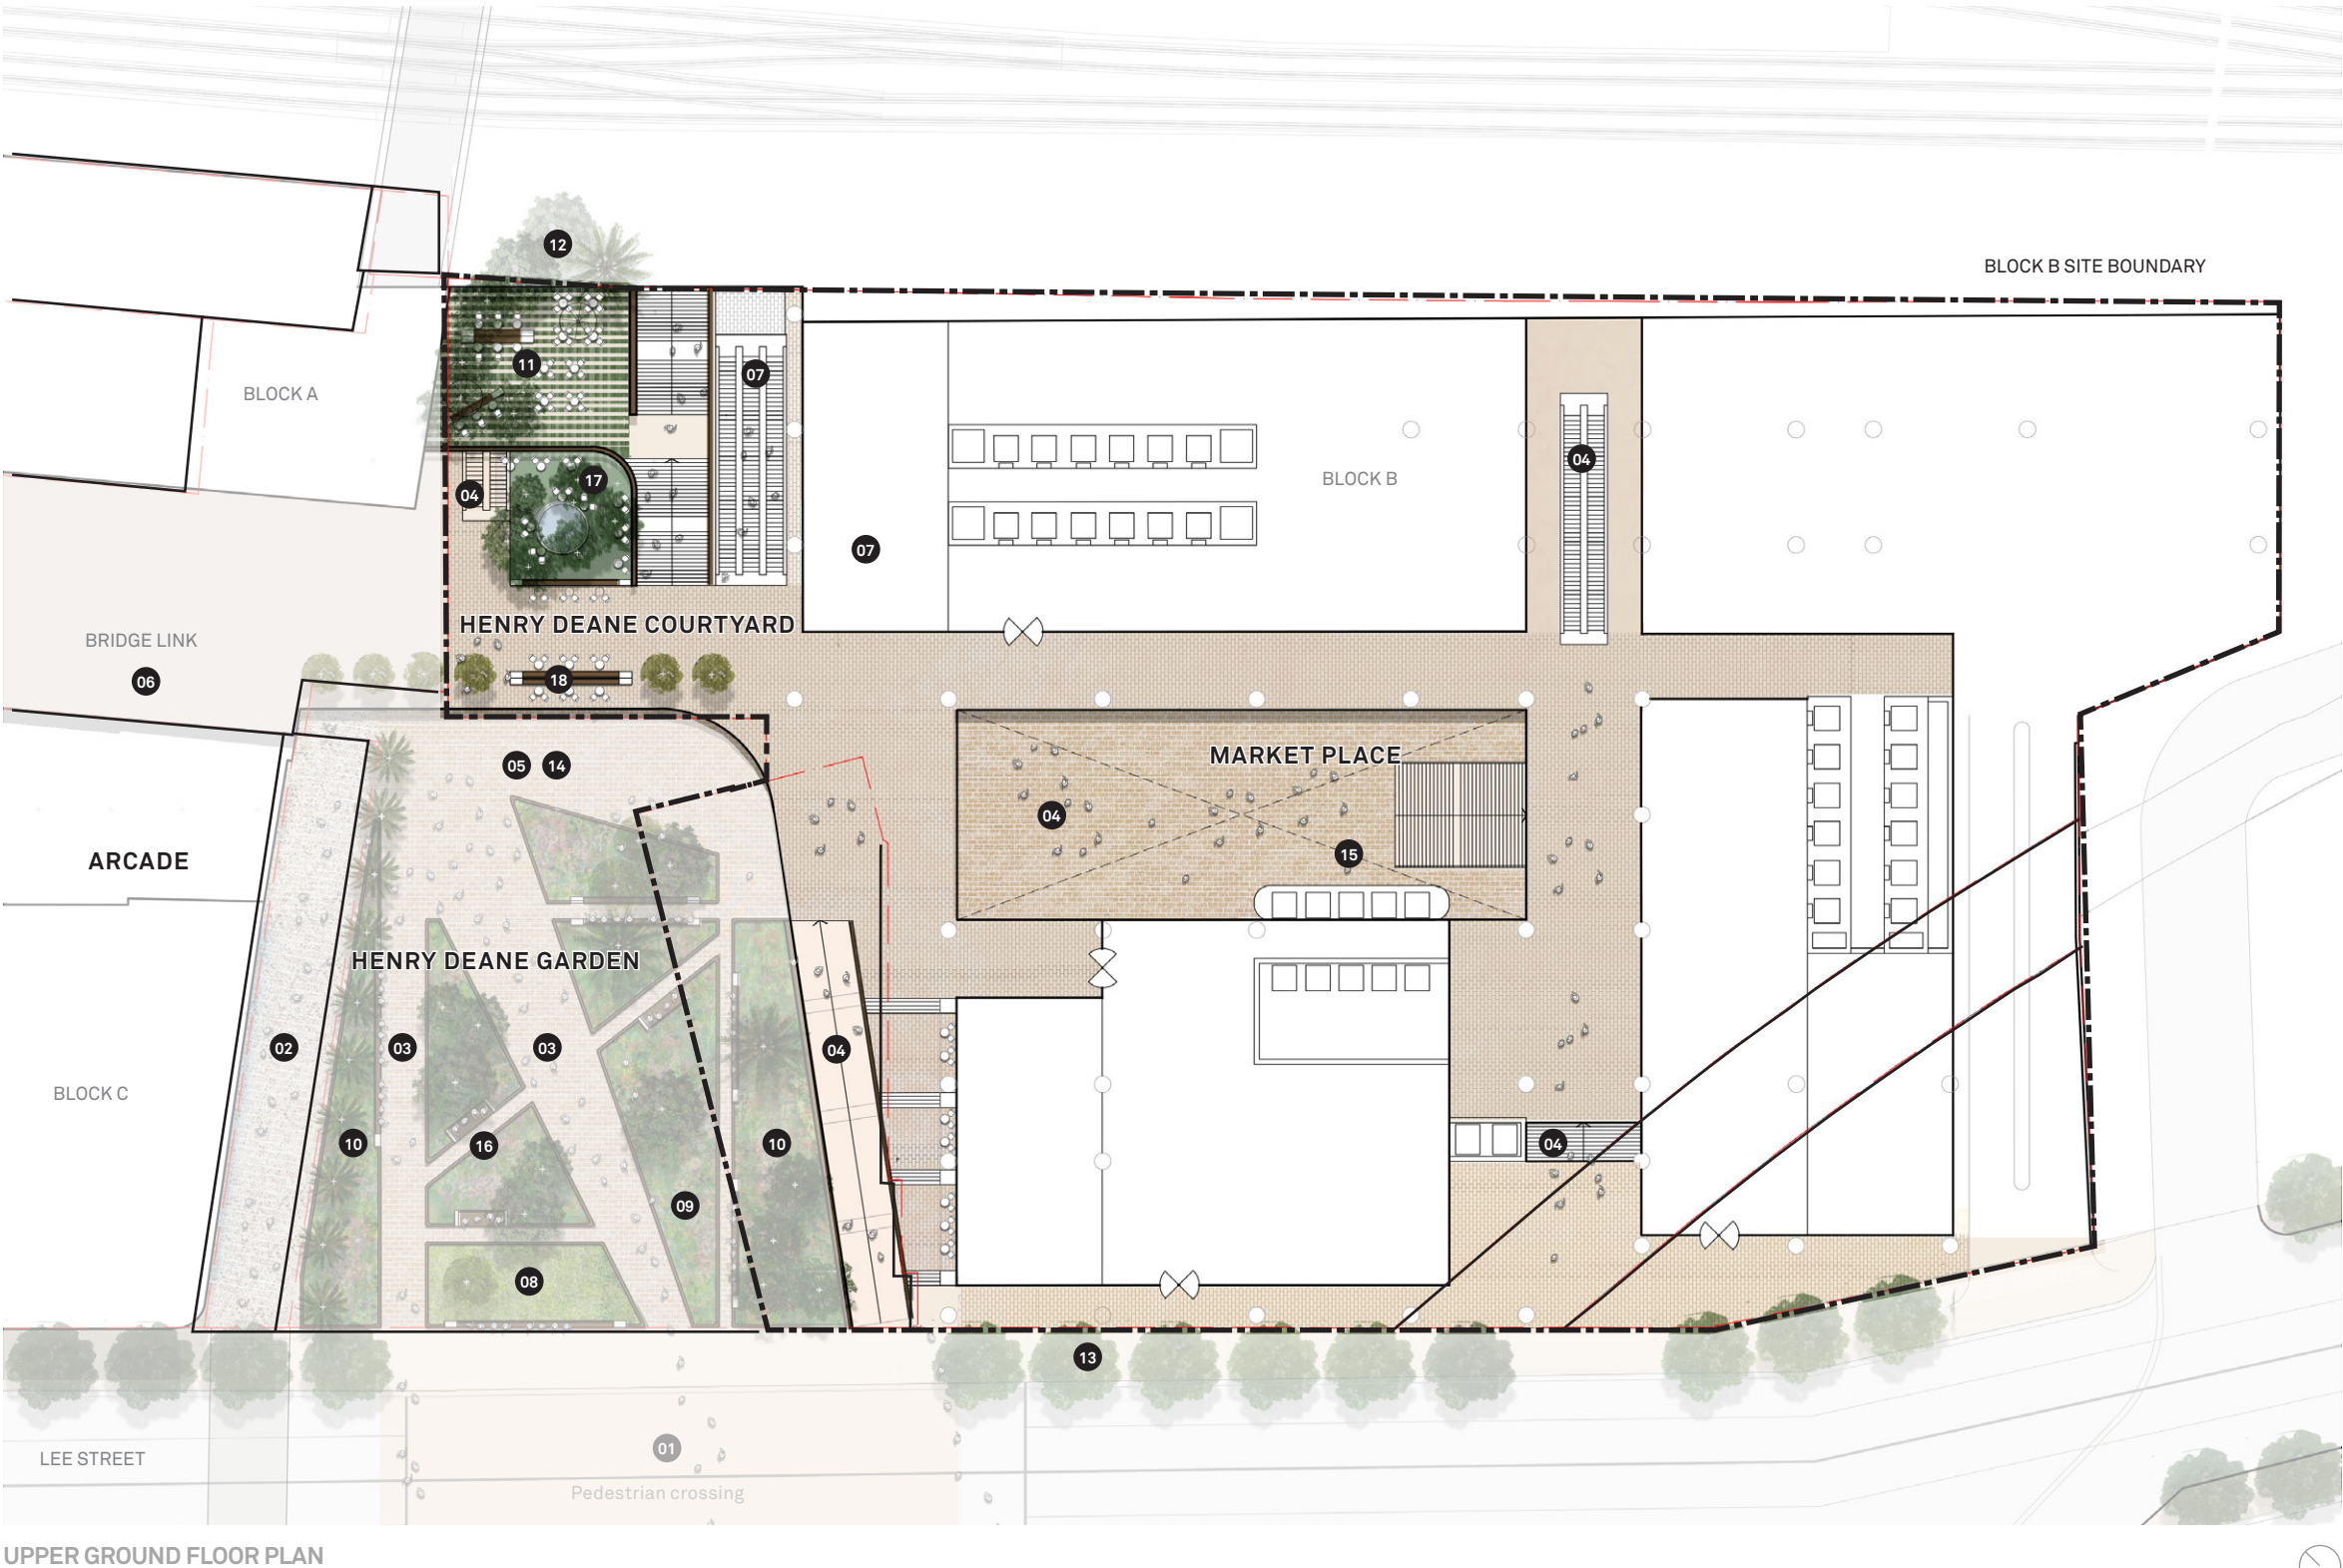 12
BLOCK B SITE BOUNDARY
11
07
BLOCK A
04
17
04
BLOCK B
07
HENRY DEANE COURTYARD
BRIDGE LINK
06
18
05 14
MARKET PLACE
04
15
ARCADE
HENRY DEANE GARDEN
02
03
03
04
BLOCK C
10
16
10
04
09
08
13
01
LEE STREET
Pedestrian crossing
UPPER GROUND FLOOR PLAN